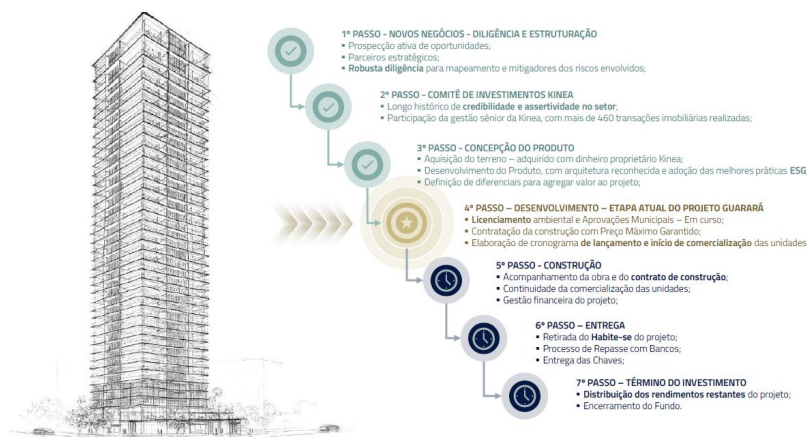 1º PASSO - NOVOS NEGÓCIOS - DILIGÊNCIA E ESTRUTURAÇÃO
▪ Prospecção ativa de oportunidades;
▪ Parceiros estratégicos;
▪ Robusta diligência para mapeamento e mitigadores dos riscos envolvidos;
2º PASSO - COMITÊ DE INVESTIMENTOS KINEA
▪ Longo histórico de credibilidade e assertividade no setor;
▪ Participação da gestão sênior da Kinea, com mais de 460 transações imobiliárias realizadas;
3º PASSO - CONCEPÇÃO DO PRODUTO
▪ Aquisição do terreno – adquirido com dinheiro proprietário Kinea;
▪ Desenvolvimento do Produto, com arquitetura reconhecida e adoção das melhores práticas ESG
▪ Definição de diferenciais para agregar valor ao projeto;
4º PASSO – DESENVOLVIMENTO – ETAPA ATUAL DO PROJETO GUARARÁ
▪ Licenciamento ambiental e Aprovações Municipais – Em curso;
▪ Contratação da construção com Preço Máximo Garantido;
▪ Elaboração de cronograma de lançamento e início de comercialização das unidades
5º PASSO - CONSTRUÇÃO
▪ Acompanhamento da obra e do contrato de construção;
▪ Continuidade da comercialização das unidades;
▪ Gestão financeira do projeto;
6º PASSO – ENTREGA
▪ Retirada do Habite-se do projeto;
▪ Processo de Repasse com Bancos;
▪ Entrega das Chaves;
7º PASSO – TÉRMINO DO INVESTIMENTO
▪ Distribuição dos rendimentos restantes do projeto;
▪ Encerramento do Fundo.